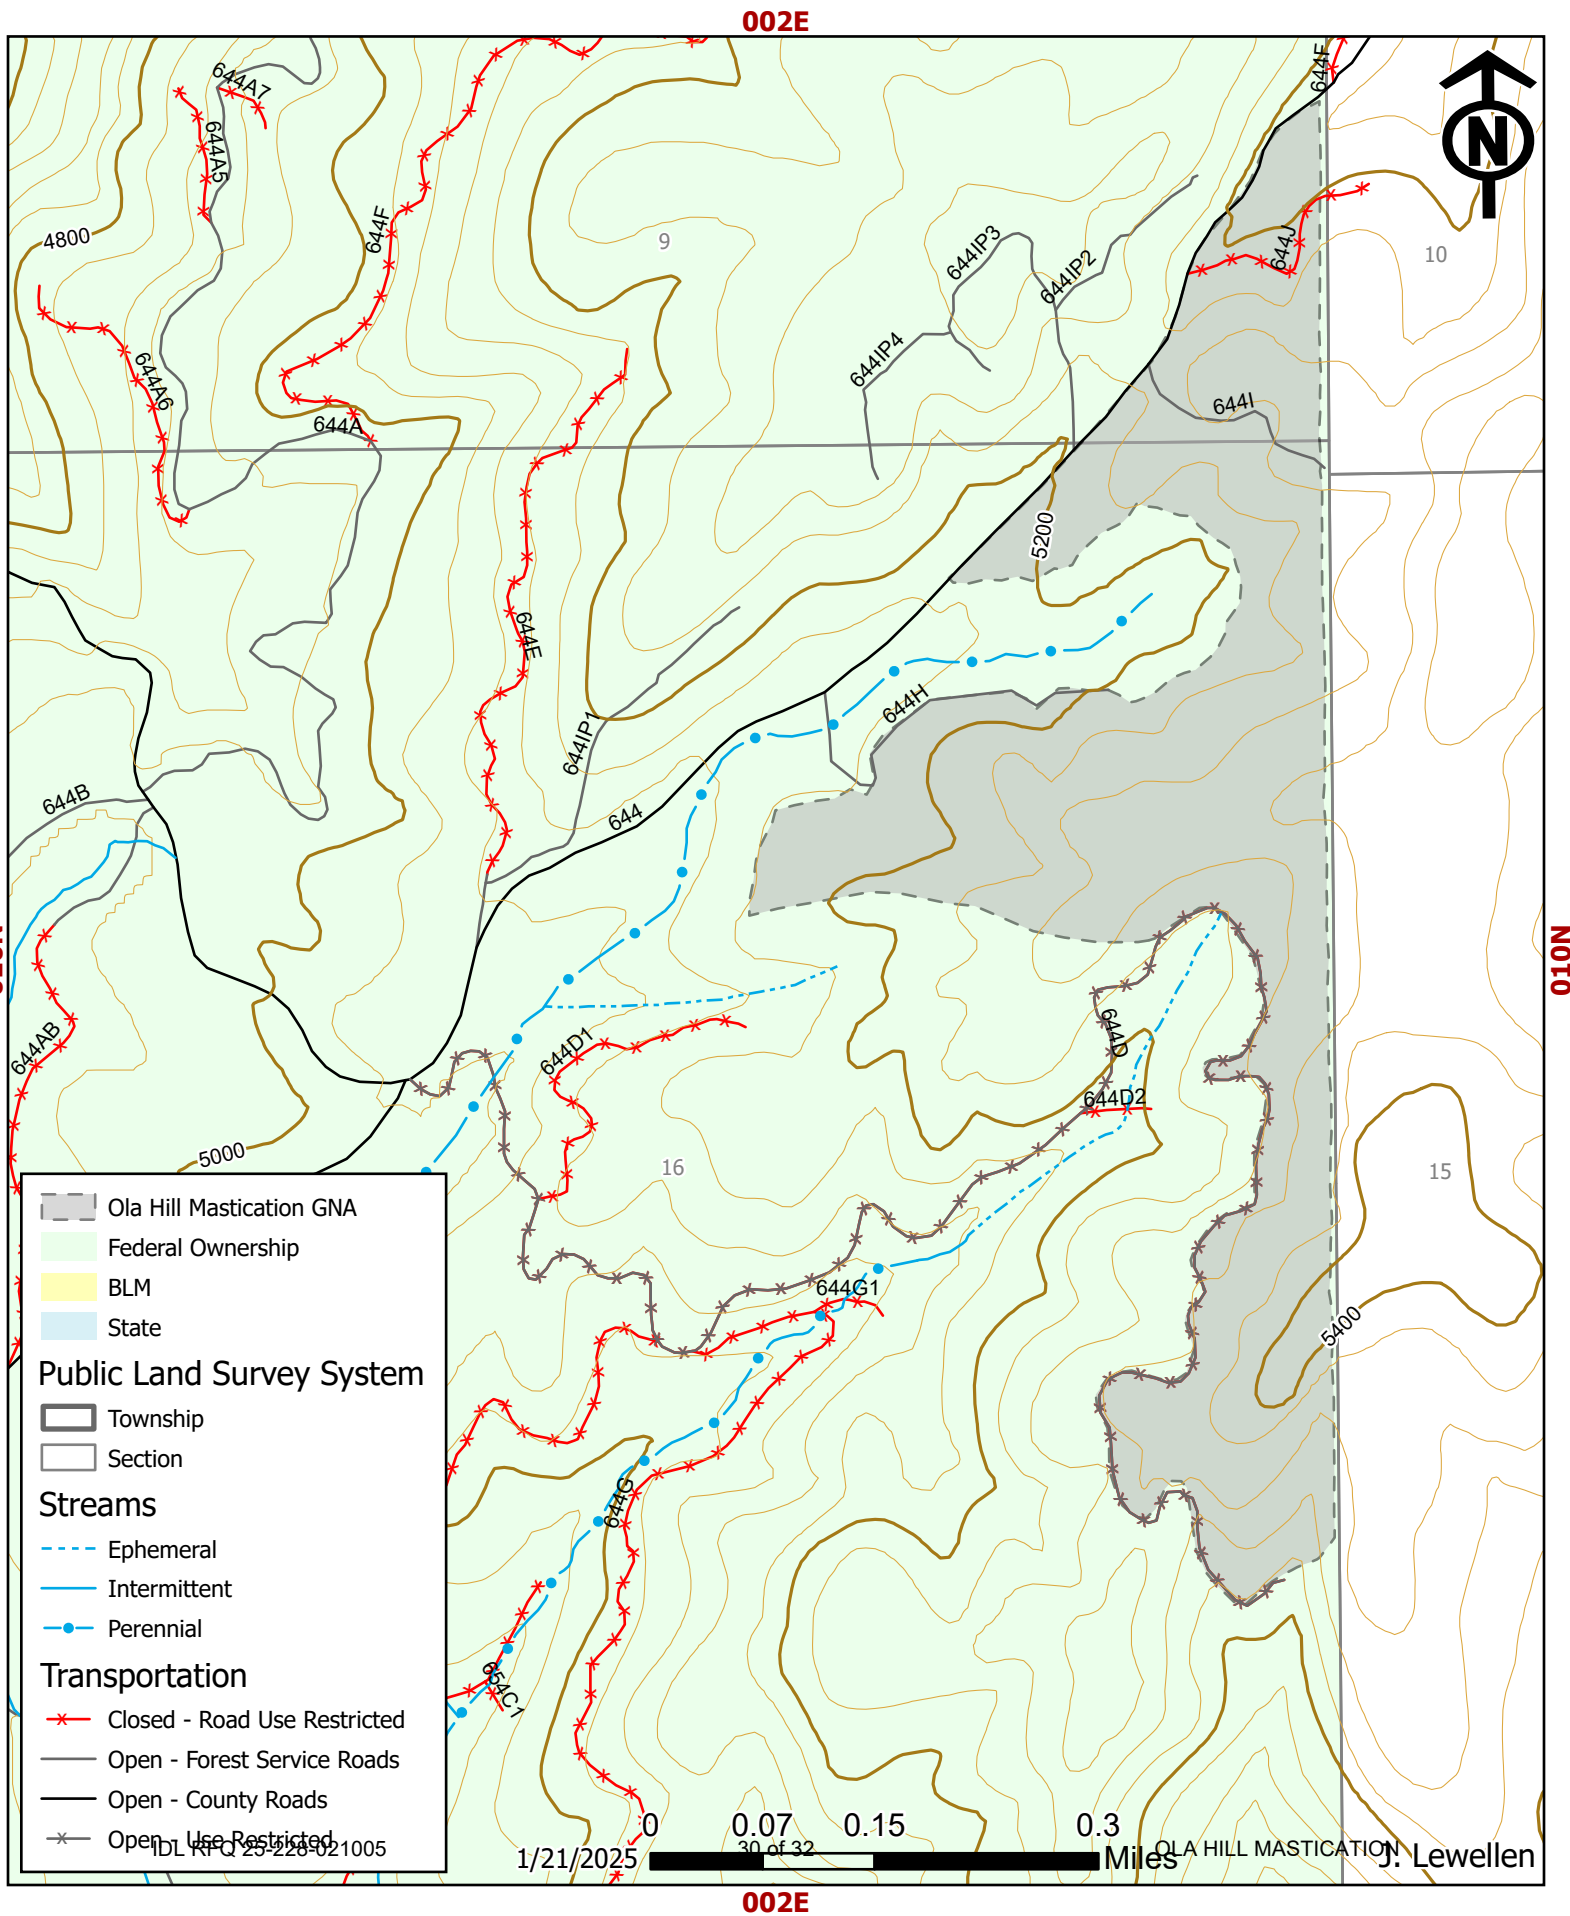 002E
644F
644A7
644A5
N
4800
644F
9
644IP3
644IP2
644J
10
644A6
644IP4
644I
644A
5200
644E
644H
644IP1
644B
644
010N
644AB
644D1
644D
644D2
5000
16
15
644G1
5400
644G
654C1
Ola Hill Mastication GNA
Federal Ownership
BLM
State
Public Land Survey System
Township
Section
Streams
Ephemeral
Intermittent
Perennial
Transportation
Closed - Road Use Restricted
Open - Forest Service Roads
Open - County Roads
Open - Use Restricted
IDL RFQ 25-228-021005
0 0.07 0.15 0.3
30 of 32
OLA HILL MASTICATION
1/21/2025
Miles
J. Lewellen
002E